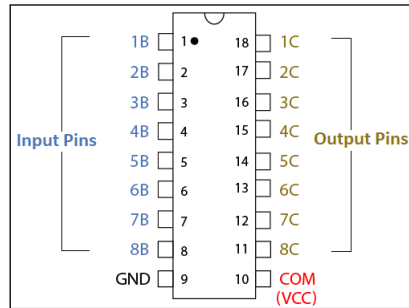 1B 1 18 1C
2B 2 17 2C
3B 3 16 3C
4B 4 15 4C
Input Pins Output Pins
5B 5 14 5C
6B 6 13 6C
7B 7 12 7C
8B 8 11 8C
GND 9 10 COM
(VCC)